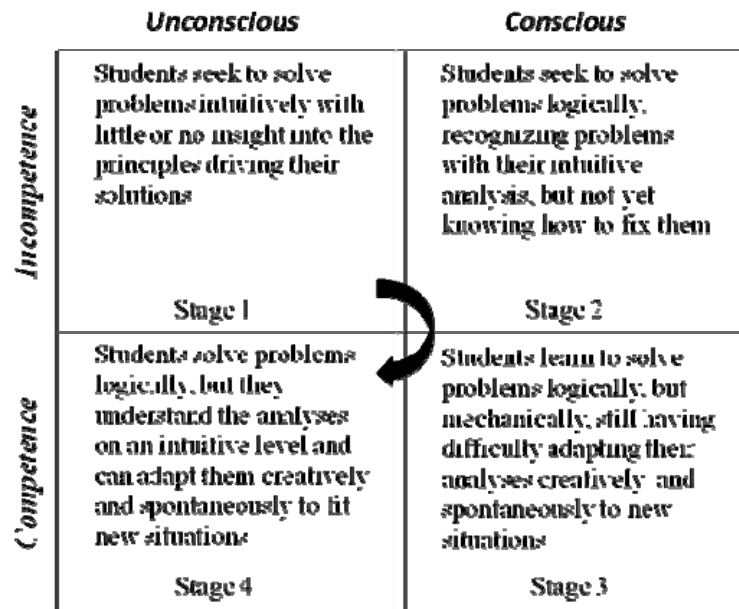 Unconscious
Conscious
Incompetence
Students seek to solve
problems intuitively with
little or no insight into the
principles driving their
solutions
Stage 1
Students seek to solve
problems logically,
recognizing problems
with their intuitive
analysis, but not yet
knowing how to fix them
Stage 2
Competence
Students solve problems
logically, but they
understand the analyses
on an intuitive level and
can adapt them creatively
and spontaneously to fit
new situations
Stage 4
Students learn to solve
problems logically, but
mechanically, still having
difficulty adapting their
analyses creatively and
spontaneously to new
situations
Stage 3